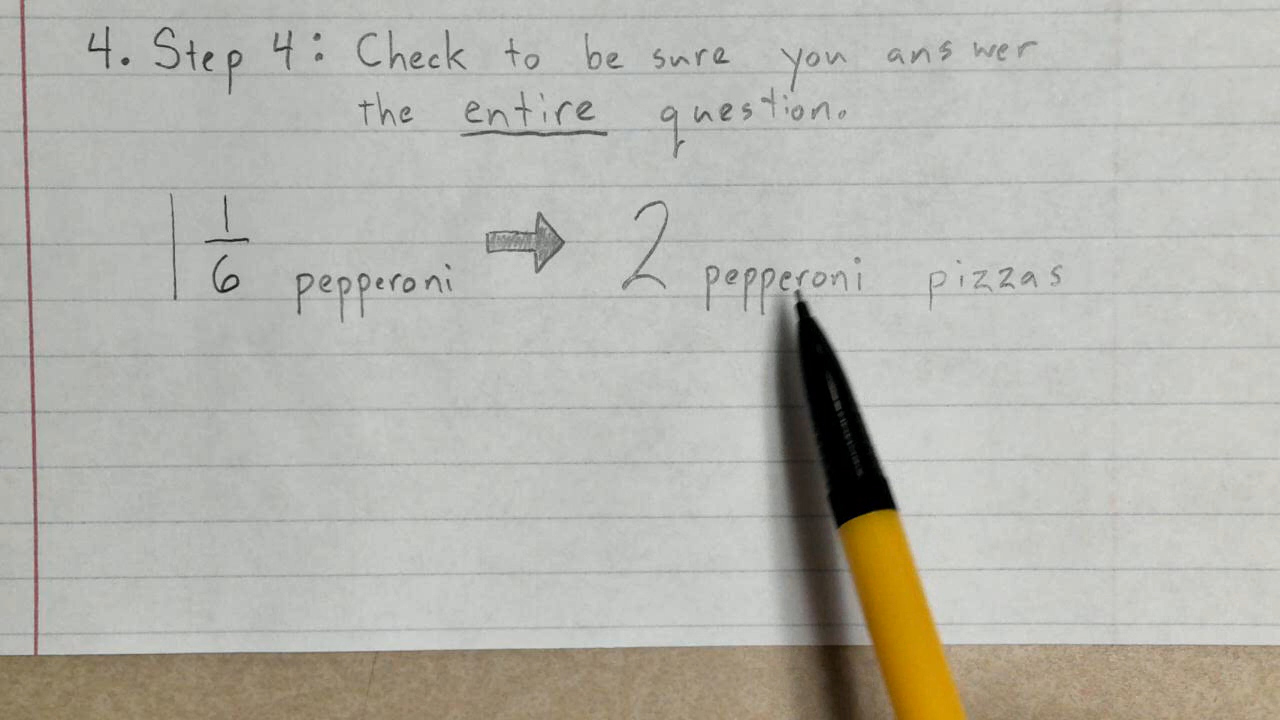 4. Step 4: Check to be sure you answer
the entire question.
1 1/6 pepperoni ➡ 2 pepperoni pizzas